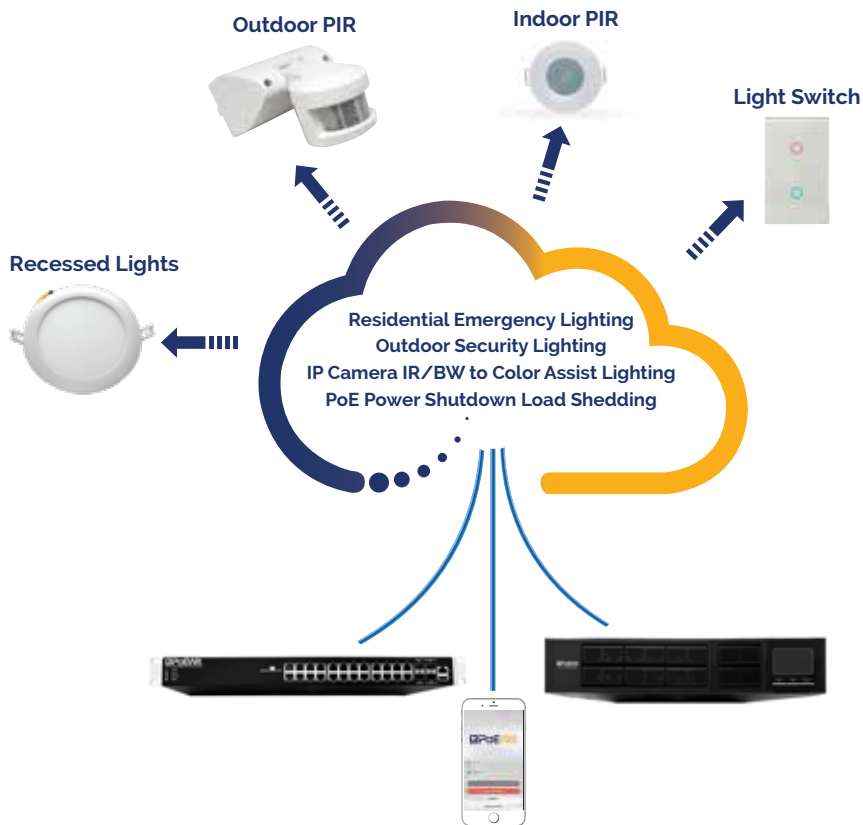 Outdoor PIR
Indoor PIR
Light Switch
Recessed Lights
Residential Emergency Lighting
Outdoor Security Lighting
IP Camera IR/BW to Color Assist Lighting
PoE Power Shutdown Load Shedding